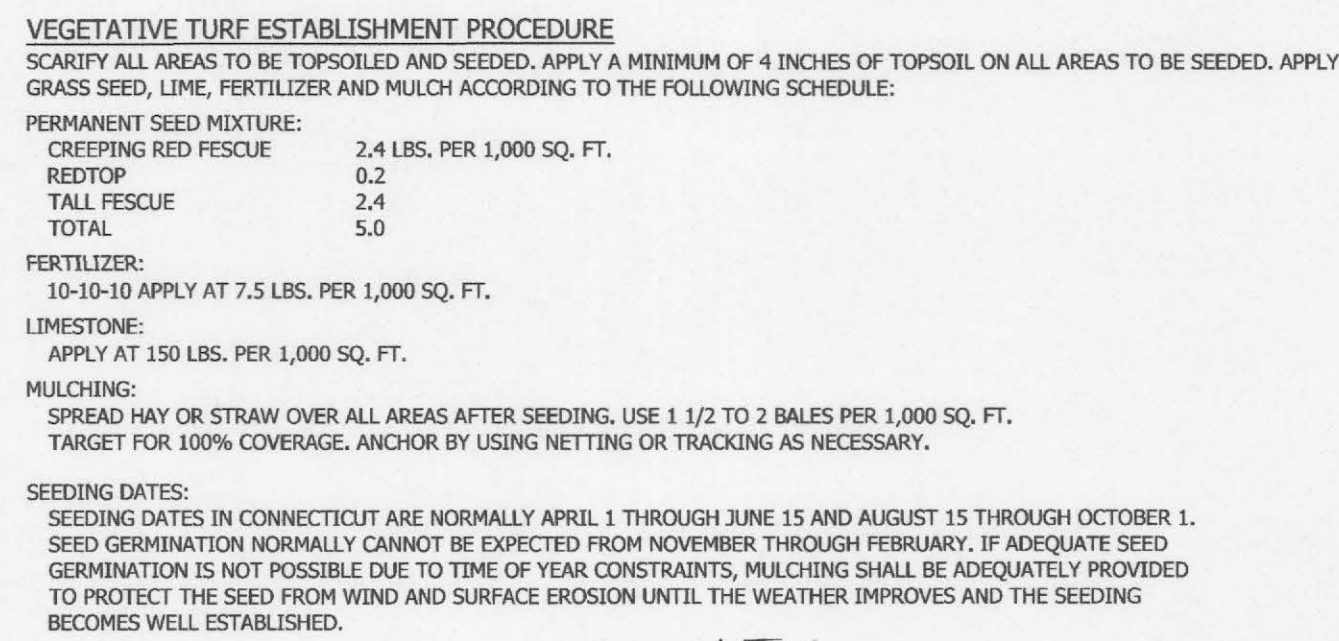 VEGETATIVE TURF ESTABLISHMENT PROCEDURE
SCARIFY ALL AREAS TO BE TOPSOILED AND SEEDED. APPLY A MINIMUM OF 4 INCHES OF TOPSOIL ON ALL AREAS TO BE SEEDED. APPLY
GRASS SEED, LIME, FERTILIZER AND MULCH ACCORDING TO THE FOLLOWING SCHEDULE:
PERMANENT SEED MIXTURE:
CREEPING RED FESCUE 2.4 LBS. PER 1,000 SQ. FT.
REDTOP 0.2
TALL FESCUE 2.4
TOTAL 5.0
FERTILIZER:
10-10-10 APPLY AT 7.5 LBS. PER 1,000 SQ. FT.
LIMESTONE:
APPLY AT 150 LBS. PER 1,000 SQ. FT.
MULCHING:
SPREAD HAY OR STRAW OVER ALL AREAS AFTER SEEDING. USE 1 1/2 TO 2 BALES PER 1,000 SQ. FT.
TARGET FOR 100% COVERAGE. ANCHOR BY USING NETTING OR TRACKING AS NECESSARY.
SEEDING DATES:
SEEDING DATES IN CONNECTICUT ARE NORMALLY APRIL 1 THROUGH JUNE 15 AND AUGUST 15 THROUGH OCTOBER 1.
SEED GERMINATION NORMALLY CANNOT BE EXPECTED FROM NOVEMBER THROUGH FEBRUARY. IF ADEQUATE SEED
GERMINATION IS NOT POSSIBLE DUE TO TIME OF YEAR CONSTRAINTS, MULCHING SHALL BE ADEQUATELY PROVIDED
TO PROTECT THE SEED FROM WIND AND SURFACE EROSION UNTIL THE WEATHER IMPROVES AND THE SEEDING
BECOMES WELL ESTABLISHED.